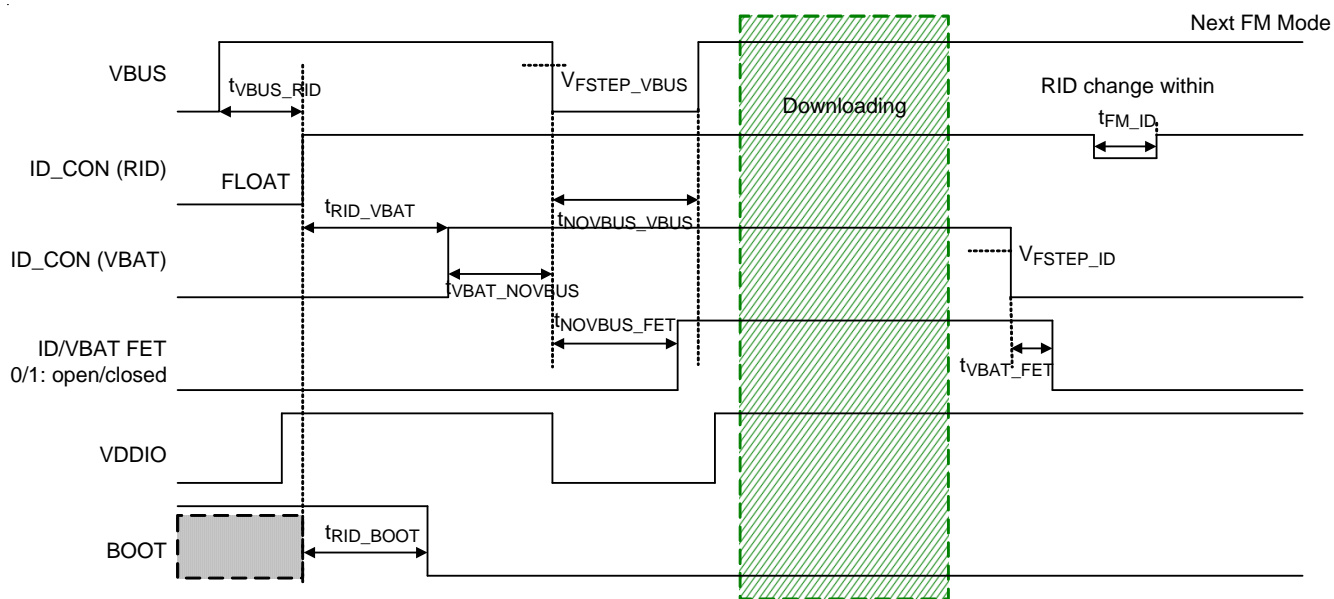 Next FM Mode
VBUS
tVBUS_RID
VFSTEP_VBUS
Downloading
RID change within
tFM_ID
ID_CON (RID)
FLOAT
tRID_VBAT
tNOVBUS_VBUS
ID_CON (VBAT)
VFSTEP_ID
tVBAT_NOVBUS
tNOVBUS_FET
ID/VBAT FET
0/1: open/closed
tVBAT_FET
VDDIO
BOOT
tRID_BOOT